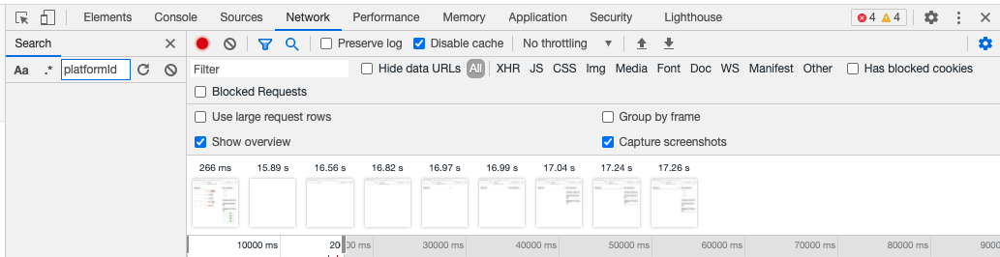 Elements Console Sources Network Performance Memory Application Security Lighthouse 4 4
Search Preserve log Disable cache No throttling
Aa .* platformId Filter Hide data URLs All XHR JS CSS Img Media Font Doc WS Manifest Other Has blocked cookies
Blocked Requests
Use large request rows Group by frame
Show overview Capture screenshots
266 ms 15.89 s 16.56 s 16.82 s 16.97 s 16.99 s 17.04 s 17.24 s 17.26 s
10000 ms 20 00 ms 30000 ms 40000 ms 50000 ms 60000 ms 70000 ms 80000 ms 9000